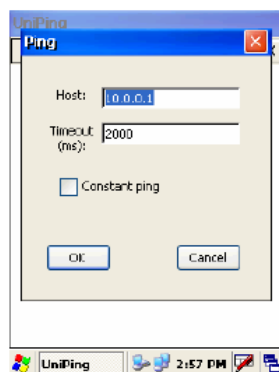 UniPing
Ping
Host: 10.0.0.1
Timeout (ms): 2000
Constant ping
OK
Cancel
UniPing
2:57 PM